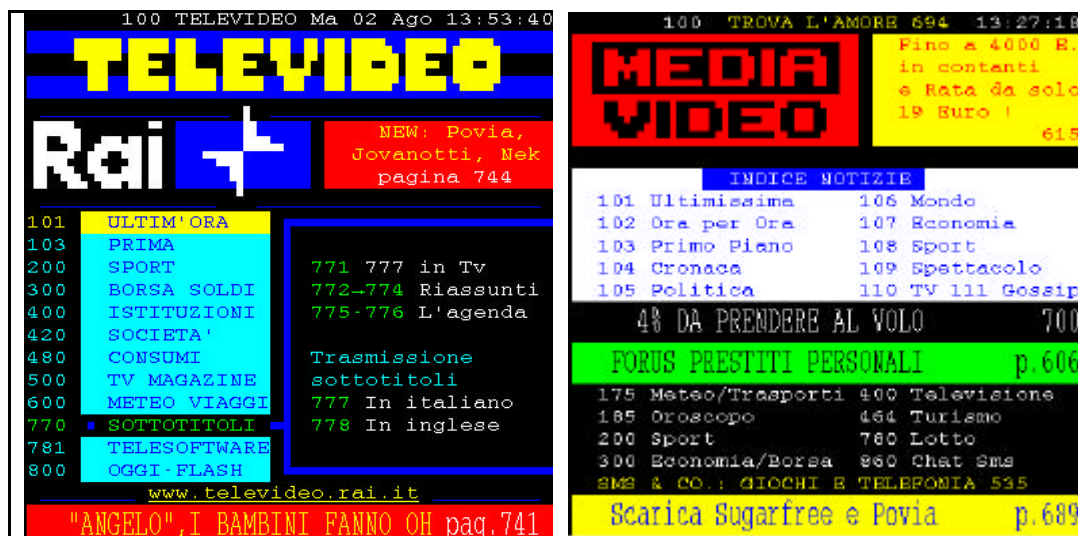 100 TELEVIDEO Ma 02 Ago 13:53:40
TELEVIDEO
Rai
NEW: Povia,
Jovanotti, Nek
pagina 744
101 ULTIM'ORA
103 PRIMA
200 SPORT 771 777 in Tv
300 BORSA SOLDI 772→774 Riassunti
400 ISTITUZIONI 775-776 L'agenda
420 SOCIETA'
480 CONSUMI Trasmissione
500 TV MAGAZINE sottotitoli
600 METEO VIAGGI 777 In italiano
770 SOTTOTITOLI 778 In inglese
781 TELESOFTWARE
800 OGGI-FLASH
www.televideo.rai.it
"ANGELO",I BAMBINI FANNO OH pag.741
100 TROVA L'AMORE 694 13:27:18
MEDIA
VIDEO
Fino a 4000 E.
in contanti
e Rata da solo
19 Euro !
615
INDICE NOTIZIE
101 Ultimissima 106 Mondo
102 Ora per Ora 107 Economia
103 Primo Piano 108 Sport
104 Cronaca 109 Spettacolo
105 Politica 110 TV 111 Gossip
4% DA PRENDERE AL VOLO 700
FORUS PRESTITI PERSONALI p.606
175 Meteo/Trasporti 400 Televisione
185 Oroscopo 464 Turismo
200 Sport 780 Lotto
300 Economia/Borsa 860 Chat Sms
SMS & CO.: GIOCHI E TELEFONIA 535
Scarica Sugarfree e Povia p.689